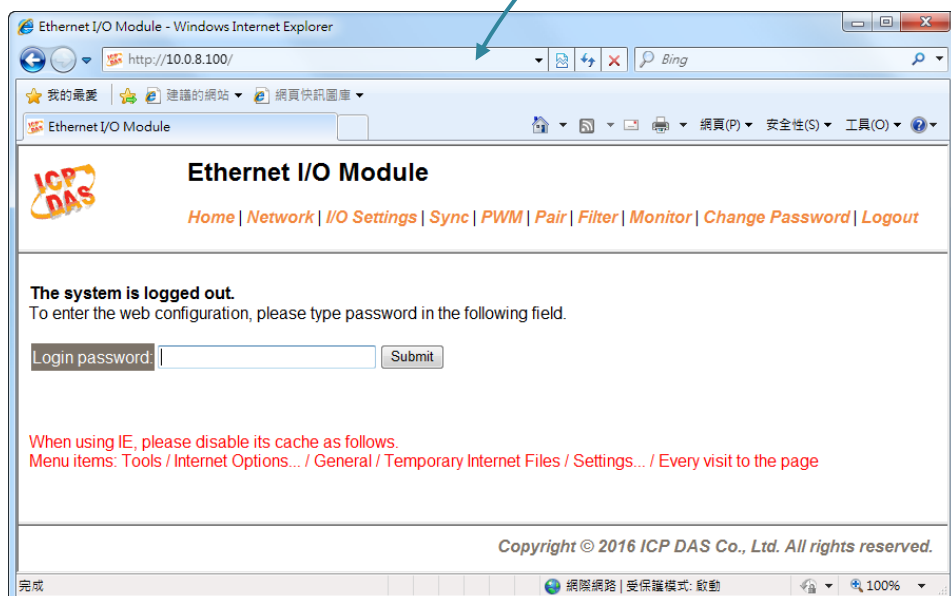 Ethernet I/O Module - Windows Internet Explorer
http://10.0.8.100/
Bing
我的最愛 建議的網站 網頁快訊圖庫
Ethernet I/O Module 網頁(P) 安全性(S) 工具(O)
ICP DAS
Ethernet I/O Module
Home | Network | I/O Settings | Sync | PWM | Pair | Filter | Monitor | Change Password | Logout
The system is logged out.
To enter the web configuration, please type password in the following field.
Login password: Submit
When using IE, please disable its cache as follows.
Menu items: Tools / Internet Options... / General / Temporary Internet Files / Settings... / Every visit to the page
Copyright © 2016 ICP DAS Co., Ltd. All rights reserved.
完成 網際網路 | 受保護模式: 啟動 100%